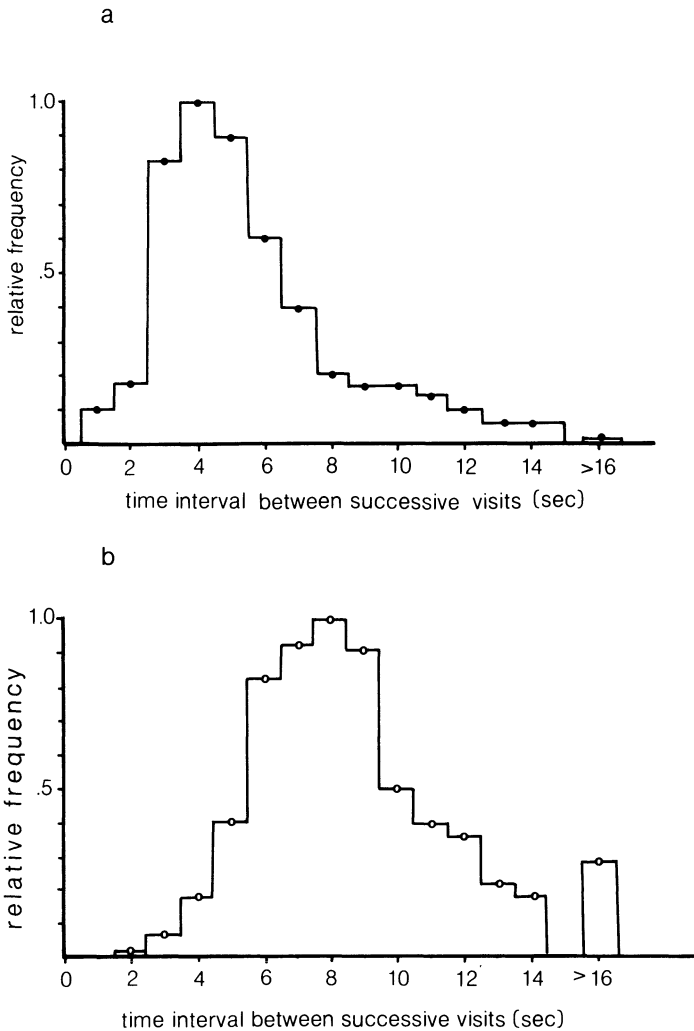 a
1.0
.5
relative frequency
0 2 4 6 8 10 12 14 >16
time interval between successive visits (sec)
b
1.0
.5
relative frequency
0 2 4 6 8 10 12 14 >16
time interval between successive visits (sec)